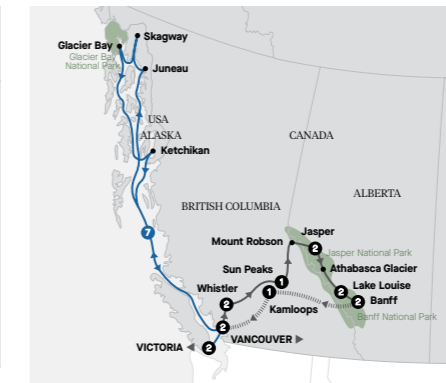 Skagway
Glacier Bay
Glacier Bay
National Park
Juneau
USA
ALASKA
CANADA
Ketchikan
ALBERTA
BRITISH COLUMBIA
7
Jasper
Mount Robson
2
Jasper National Park
Sun Peaks
Athabasca Glacier
1
Whistler
1
2
Lake Louise
2
2
Banff
Kamloops
Banff National Park
2
VANCOUVER
VICTORIA
2